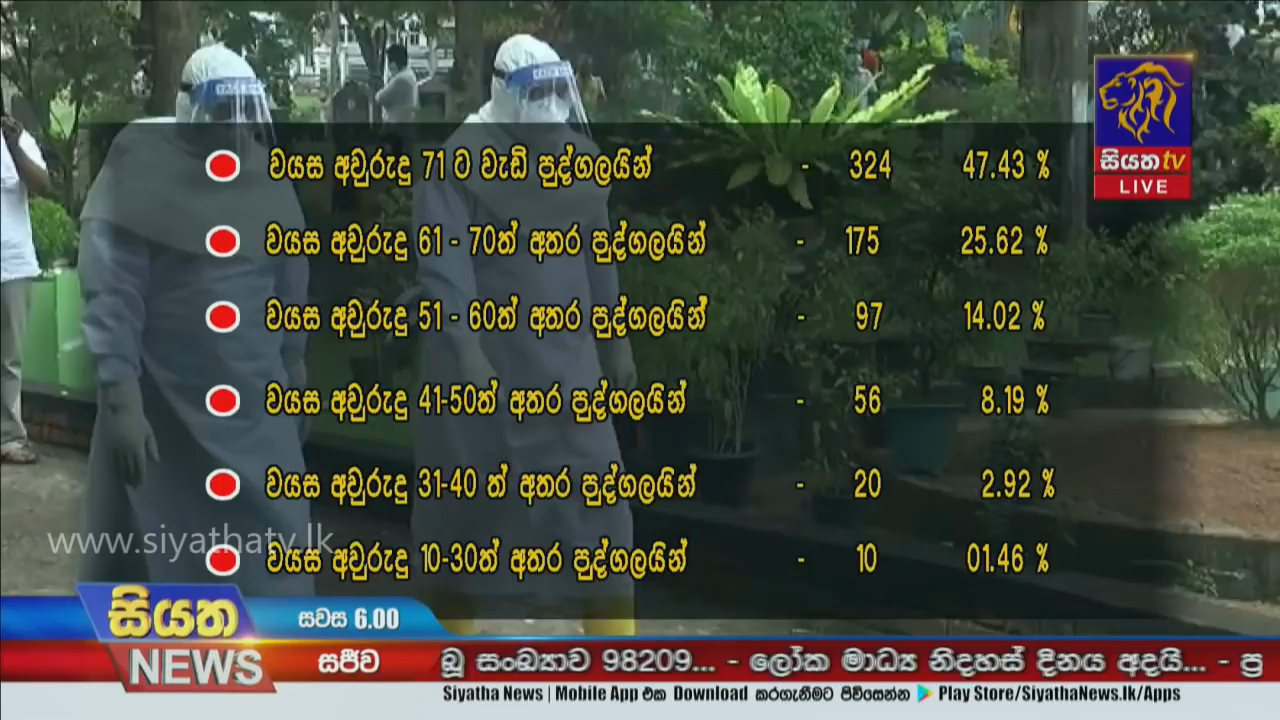 වයස අවුරුදු 71 ට වැඩි පුද්ගලයින් - 324 47.43 %
වයස අවුරුදු 61 - 70ත් අතර පුද්ගලයින් - 175 25.62 %
වයස අවුරුදු 51 - 60ත් අතර පුද්ගලයින් - 97 14.02 %
වයස අවුරුදු 41-50ත් අතර පුද්ගලයින් - 56 8.19 %
වයස අවුරුදු 31-40 ත් අතර පුද්ගලයින් - 20 2.92 %
වයස අවුරුදු 10-30ත් අතර පුද්ගලයින් - 10 01.46 %
සියත tv
LIVE
www.siyathatv.lk
සියත
NEWS
සවස 6.00
සජීව
බූ සංඛ්‍යාව 98209... - ලෝක මාධ්‍ය නිදහස් දිනය අදයි... - ප්‍ර
Siyatha News | Mobile App එක Download කරගැනීමට පිවිසෙන්න Play Store/SiyathaNews.lk/Apps